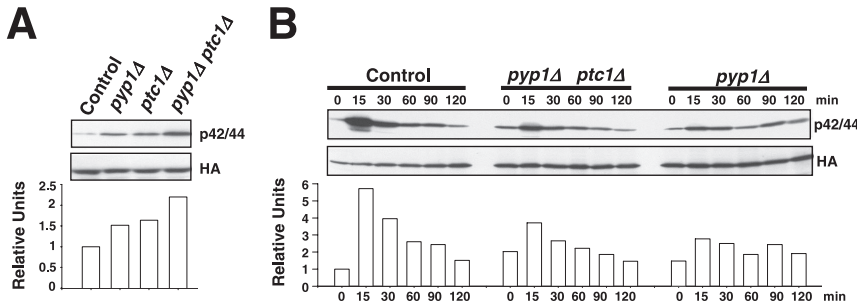 A
Control
pyp1Δ
ptc1Δ
pyp1Δ ptc1Δ
p42/44
HA
Relative Units
2.5
2
1.5
1
0.5
0
B
Control
pyp1Δ ptc1Δ
pyp1Δ
0 15 30 60 90 120 0 15 30 60 90 120 0 15 30 60 90 120 min
p42/44
HA
Relative Units
6
5
4
3
2
1
0
0 15 30 60 90 120 0 15 30 60 90 120 0 15 30 60 90 120 min